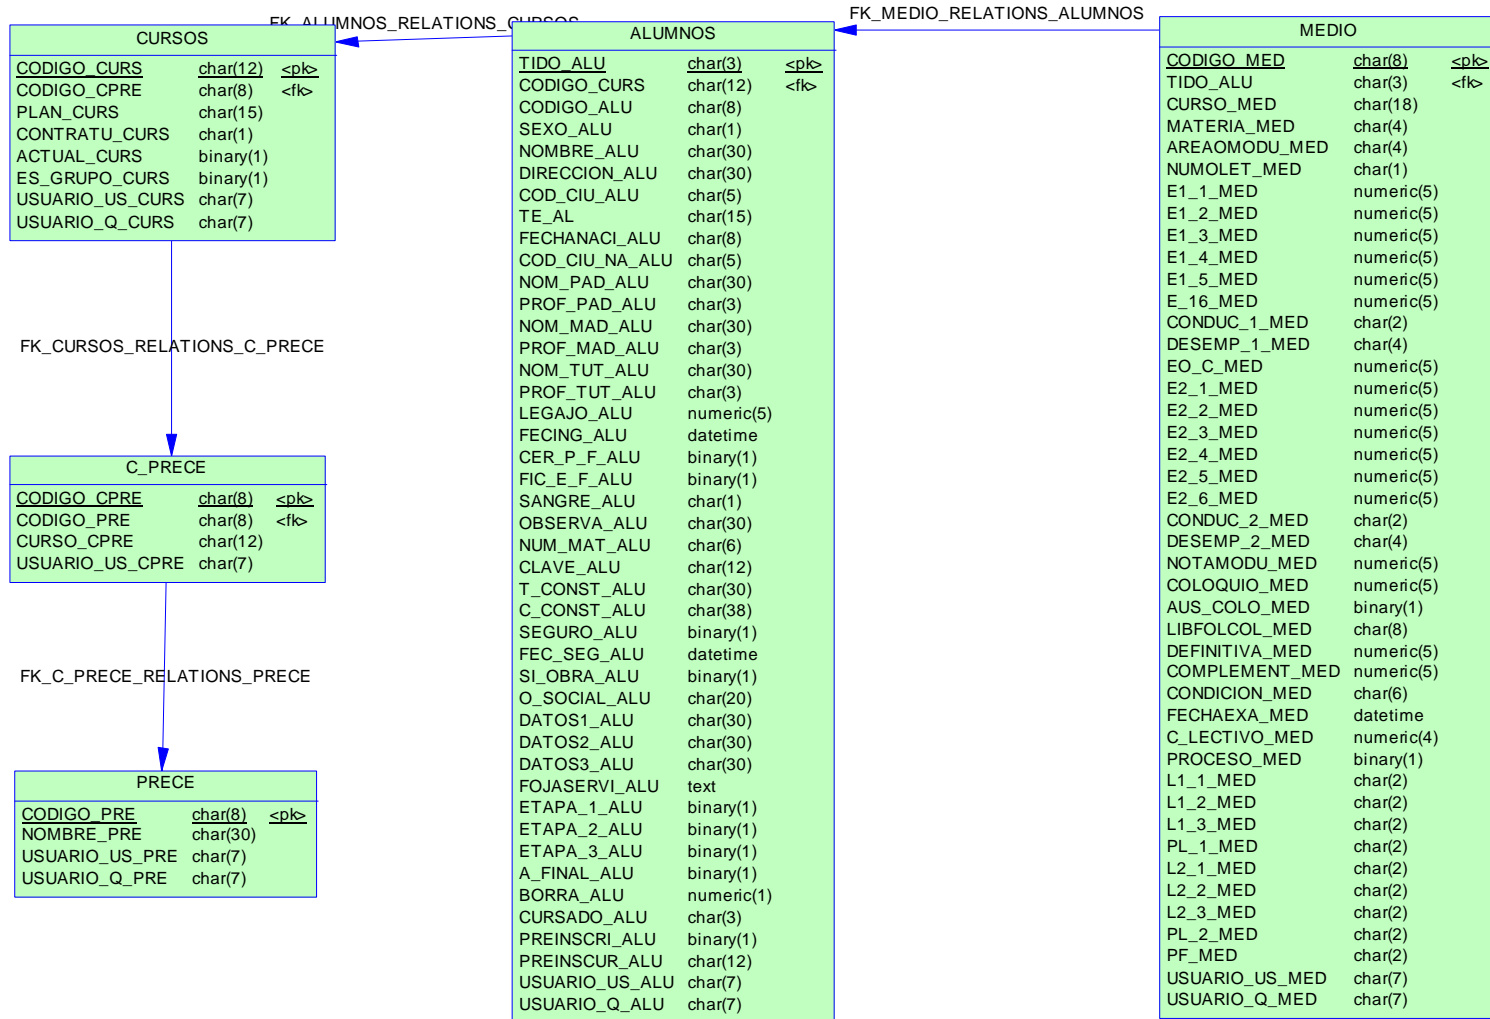 FK_ALUMNOS_RELATIONS_CURSOS
FK_MEDIO_RELATIONS_ALUMNOS
CURSOS
CODIGO_CURS char(12) <pk>
CODIGO_CPRE char(8) <fk>
PLAN_CURS char(15)
CONTRATU_CURS char(1)
ACTUAL_CURS binary(1)
ES_GRUPO_CURS binary(1)
USUARIO_US_CURS char(7)
USUARIO_Q_CURS char(7)
FK_CURSOS_RELATIONS_C_PRECE
C_PRECE
CODIGO_CPRE char(8) <pk>
CODIGO_PRE char(8) <fk>
CURSO_CPRE char(12)
USUARIO_US_CPRE char(7)
FK_C_PRECE_RELATIONS_PRECE
PRECE
CODIGO_PRE char(8) <pk>
NOMBRE_PRE char(30)
USUARIO_US_PRE char(7)
USUARIO_Q_PRE char(7)
ALUMNOS
TIDO_ALU char(3) <pk>
CODIGO_CURS char(12) <fk>
CODIGO_ALU char(8)
SEXO_ALU char(1)
NOMBRE_ALU char(30)
DIRECCION_ALU char(30)
COD_CIU_ALU char(5)
TE_AL char(15)
FECHANACI_ALU char(8)
COD_CIU_NA_ALU char(5)
NOM_PAD_ALU char(30)
PROF_PAD_ALU char(3)
NOM_MAD_ALU char(30)
PROF_MAD_ALU char(3)
NOM_TUT_ALU char(30)
PROF_TUT_ALU char(3)
LEGAJO_ALU numeric(5)
FECING_ALU datetime
CER_P_F_ALU binary(1)
FIC_E_F_ALU binary(1)
SANGRE_ALU char(1)
OBSERVA_ALU char(30)
NUM_MAT_ALU char(6)
CLAVE_ALU char(12)
T_CONST_ALU char(30)
C_CONST_ALU char(38)
SEGURO_ALU binary(1)
FEC_SEG_ALU datetime
SI_OBRA_ALU binary(1)
O_SOCIAL_ALU char(20)
DATOS1_ALU char(30)
DATOS2_ALU char(30)
DATOS3_ALU char(30)
FOJASERVI_ALU text
ETAPA_1_ALU binary(1)
ETAPA_2_ALU binary(1)
ETAPA_3_ALU binary(1)
A_FINAL_ALU binary(1)
BORRA_ALU numeric(1)
CURSADO_ALU char(3)
PREINSCRI_ALU binary(1)
PREINSCUR_ALU char(12)
USUARIO_US_ALU char(7)
USUARIO_Q_ALU char(7)
MEDIO
CODIGO_MED char(8) <pk>
TIDO_ALU char(3) <fk>
CURSO_MED char(18)
MATERIA_MED char(4)
AREAOMODU_MED char(4)
NUMOLET_MED char(1)
E1_1_MED numeric(5)
E1_2_MED numeric(5)
E1_3_MED numeric(5)
E1_4_MED numeric(5)
E1_5_MED numeric(5)
E_16_MED numeric(5)
CONDUC_1_MED char(2)
DESEMP_1_MED char(4)
EO_C_MED numeric(5)
E2_1_MED numeric(5)
E2_2_MED numeric(5)
E2_3_MED numeric(5)
E2_4_MED numeric(5)
E2_5_MED numeric(5)
E2_6_MED numeric(5)
CONDUC_2_MED char(2)
DESEMP_2_MED char(4)
NOTAMODU_MED numeric(5)
COLOQUIO_MED numeric(5)
AUS_COLO_MED binary(1)
LIBFOLCOL_MED char(8)
DEFINITIVA_MED numeric(5)
COMPLEMENT_MED numeric(5)
CONDICION_MED char(6)
FECHAEXA_MED datetime
C_LECTIVO_MED numeric(4)
PROCESO_MED binary(1)
L1_1_MED char(2)
L1_2_MED char(2)
L1_3_MED char(2)
PL_1_MED char(2)
L2_1_MED char(2)
L2_2_MED char(2)
L2_3_MED char(2)
PL_2_MED char(2)
PF_MED char(2)
USUARIO_US_MED char(7)
USUARIO_Q_MED char(7)